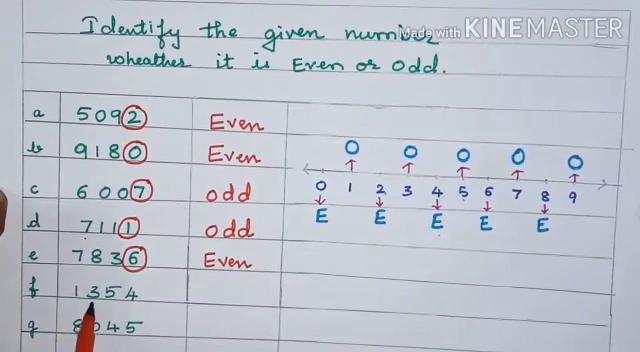 Identify the given number
Made with KINEMASTER
wheather it is Even or odd.
a 5092 Even
b 9180 Even
c 6007 odd
d 7111 odd
e 7836 Even
f 1354
g 8045
O O O O O
0 1 2 3 4 5 6 7 8 9
E E E E E